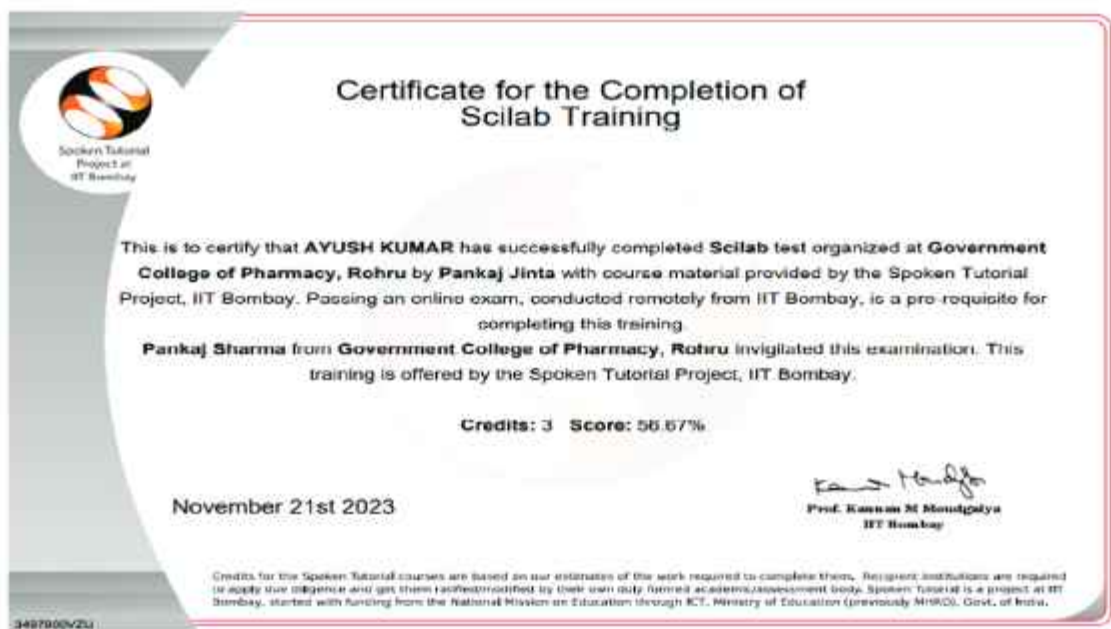 Certificate for the Completion of
Scilab Training
Spoken Tutorial
Project at
IIT Bombay
This is to certify that AYUSH KUMAR has successfully completed Scilab test organized at Government
College of Pharmacy, Rohru by Pankaj Jinta with course material provided by the Spoken Tutorial
Project, IIT Bombay. Passing an online exam, conducted remotely from IIT Bombay, is a pre-requisite for
completing this training.
Pankaj Sharma from Government College of Pharmacy, Rohru invigilated this examination. This
training is offered by the Spoken Tutorial Project, IIT Bombay.
Credits: 3 Score: 56.67%
November 21st 2023
Prof. Kannan M Moudgalya
IIT Bombay
Credits for the Spoken Tutorial courses are based on our estimates of the work required to complete them. Recipient institutions are required
to apply due diligence and get them ratified/modified by their own duly formed academic/assessment body. Spoken Tutorial is a project at IIT
Bombay, started with funding from the National Mission on Education through ICT, Ministry of Education (previously MHRD), Govt. of India.